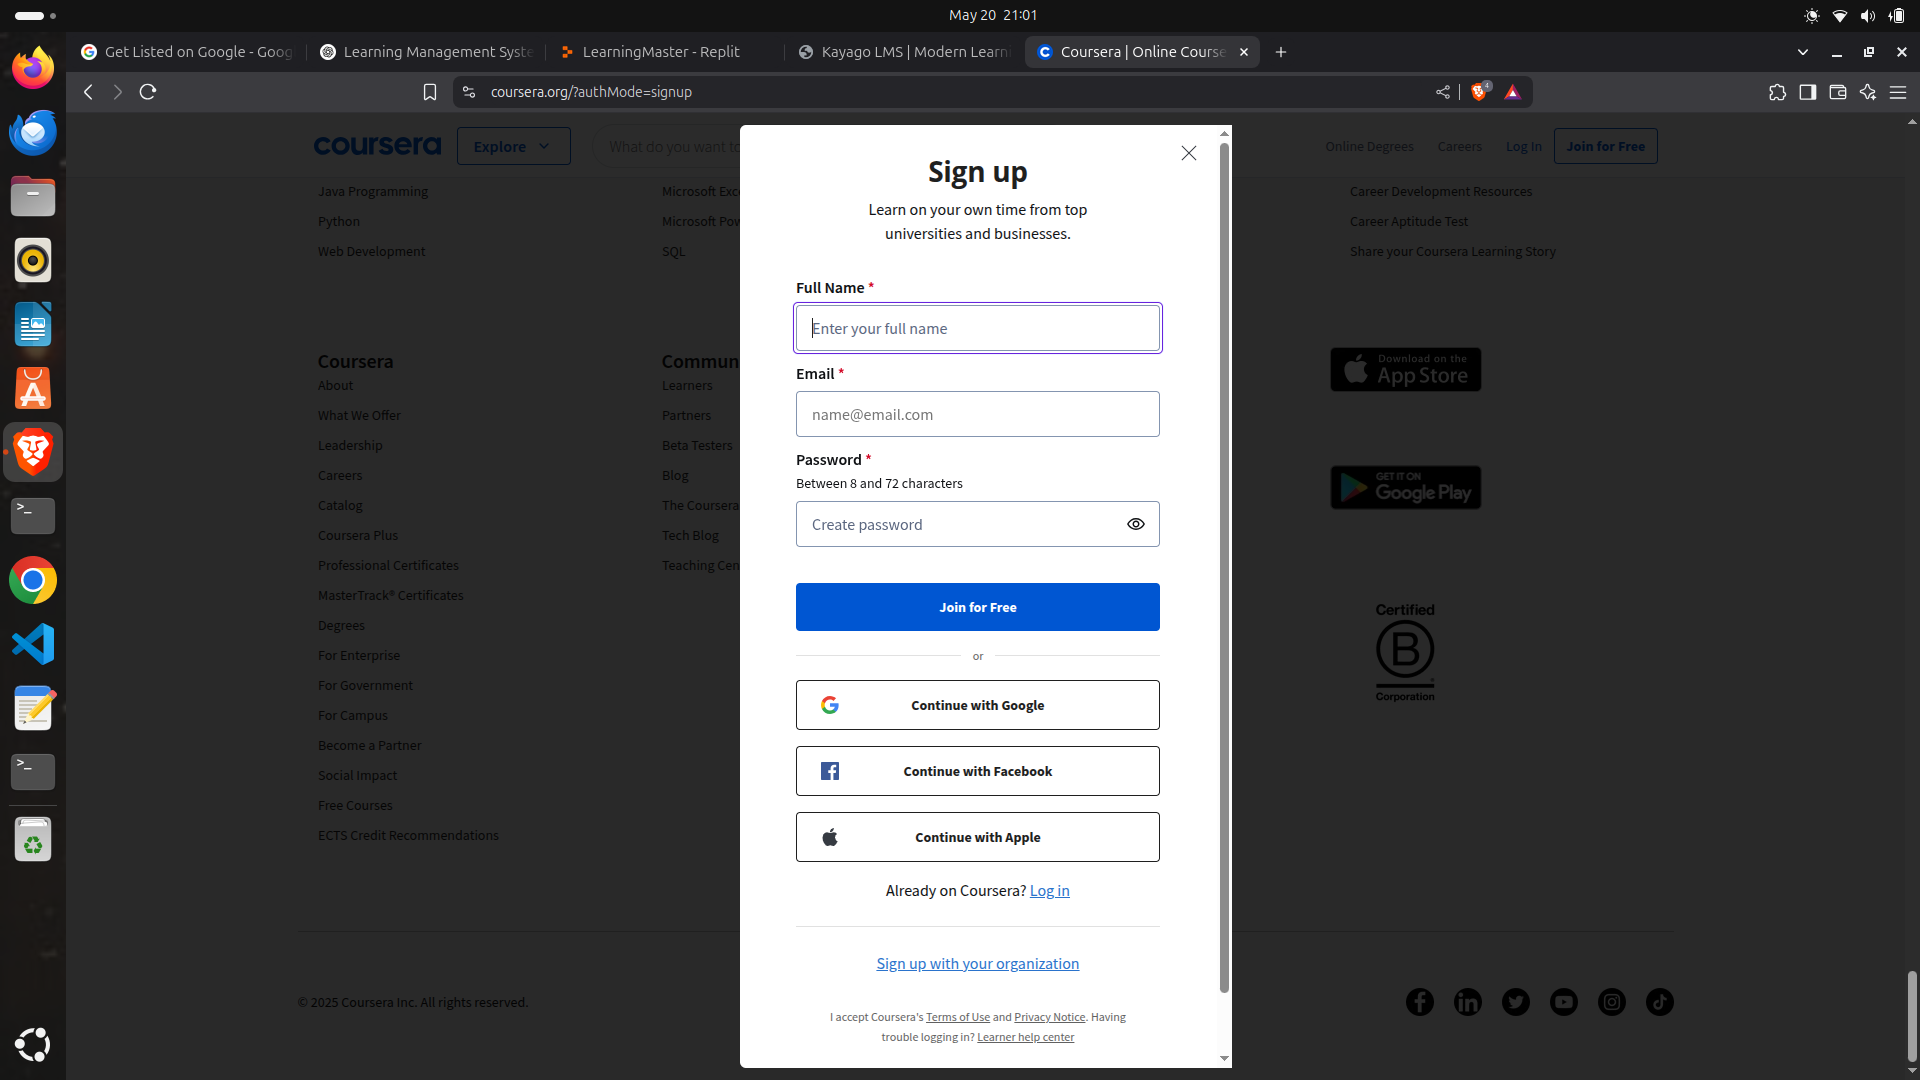 May 20 21:01
Get Listed on Google - Goog
Learning Management Syste
LearningMaster - Replit
Kayago LMS | Modern Learni
Coursera | Online Course
coursera.org/?authMode=signup
4
coursera
Explore
What do you want to
Online Degrees
Careers
Log In
Join for Free
Java Programming
Python
Web Development
Microsoft Exc
Microsoft Pow
SQL
Career Development Resources
Career Aptitude Test
Share your Coursera Learning Story
Coursera
About
What We Offer
Leadership
Careers
Catalog
Coursera Plus
Professional Certificates
MasterTrack® Certificates
Degrees
For Enterprise
For Government
For Campus
Become a Partner
Social Impact
Free Courses
ECTS Credit Recommendations
Commun
Learners
Partners
Beta Testers
Blog
The Coursera
Tech Blog
Teaching Cen
Download on the
App Store
GET IT ON
Google Play
Certified
B
Corporation
© 2025 Coursera Inc. All rights reserved.
Sign up
Learn on your own time from top
universities and businesses.
Full Name *
Enter your full name
Email *
name@email.com
Password *
Between 8 and 72 characters
Create password
Join for Free
or
Continue with Google
Continue with Facebook
Continue with Apple
Already on Coursera? Log in
Sign up with your organization
I accept Coursera's Terms of Use and Privacy Notice. Having
trouble logging in? Learner help center